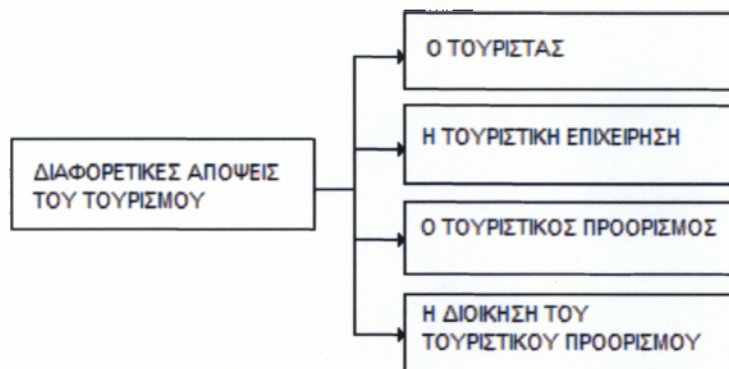 ΔΙΑΦΟΡΕΤΙΚΕΣ ΑΠΟΨΕΙΣ
ΤΟΥ ΤΟΥΡΙΣΜΟΥ
Ο ΤΟΥΡΙΣΤΑΣ
Η ΤΟΥΡΙΣΤΙΚΗ ΕΠΙΧΕΙΡΗΣΗ
Ο ΤΟΥΡΙΣΤΙΚΟΣ ΠΡΟΟΡΙΣΜΟΣ
Η ΔΙΟΙΚΗΣΗ ΤΟΥ
ΤΟΥΡΙΣΤΙΚΟΥ ΠΡΟΟΡΙΣΜΟΥ